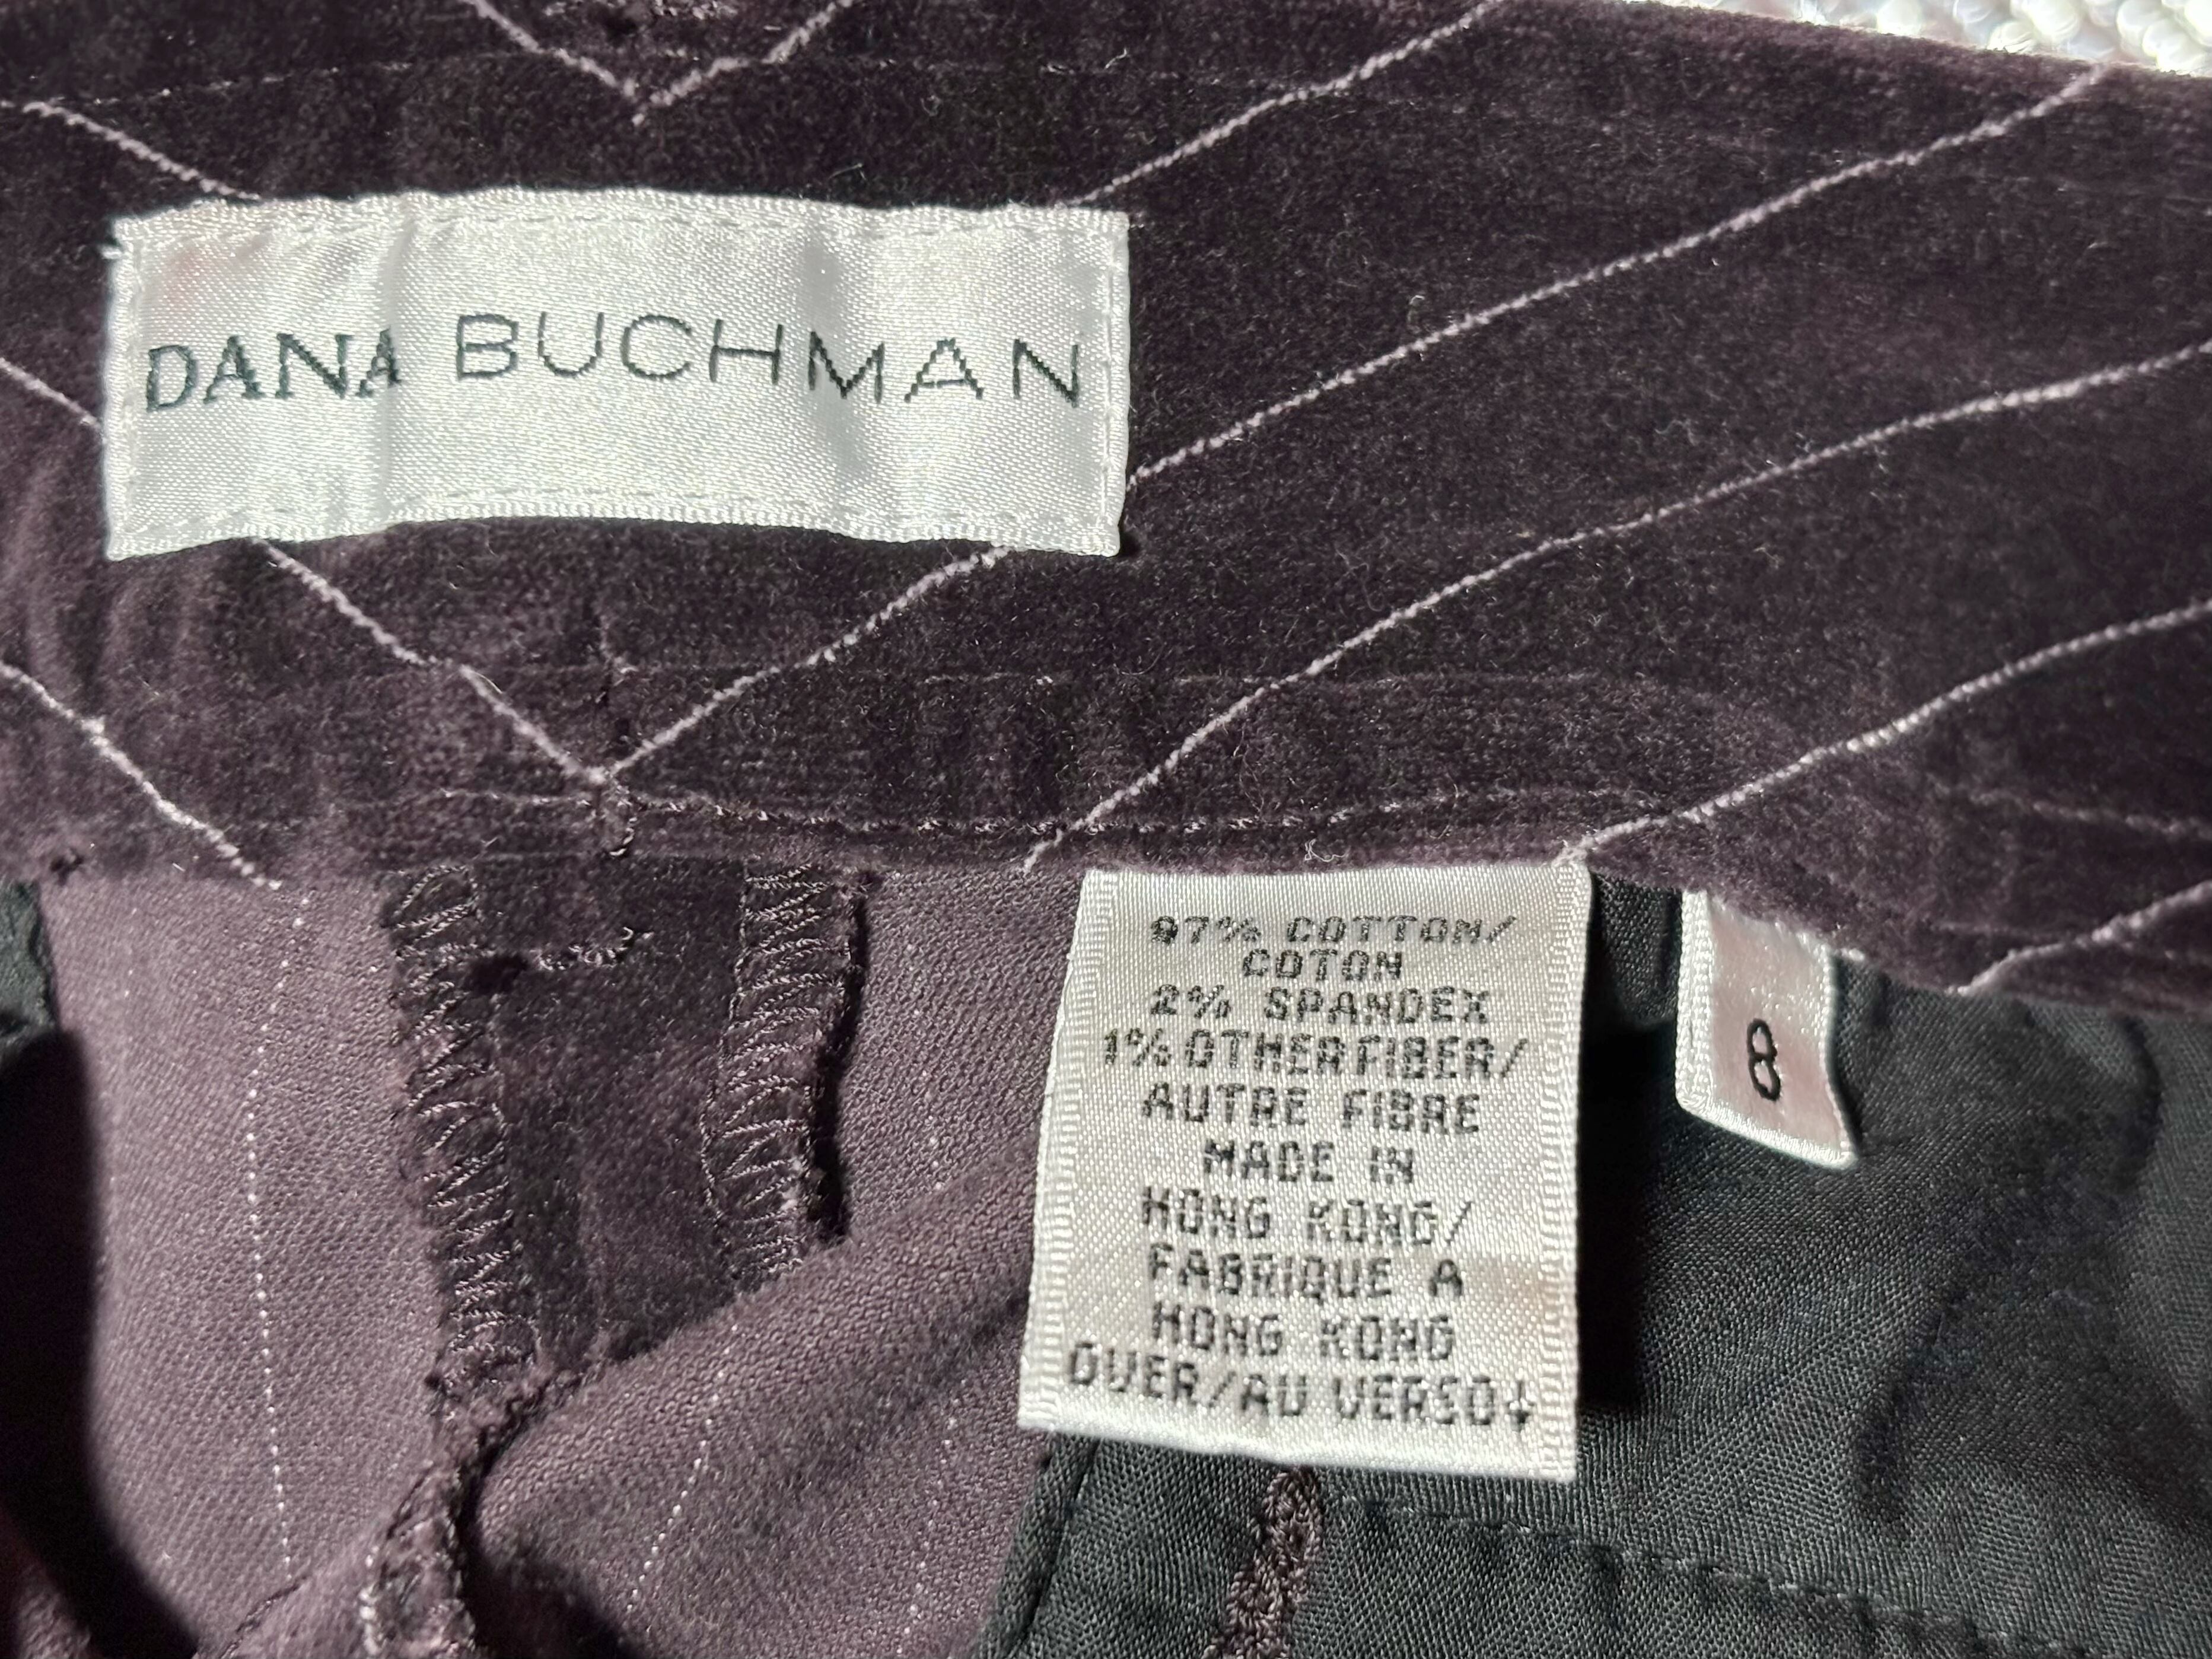 DANA BUCHMAN
97% COTTON/
COTON
2% SPANDEX
1% OTHER FIBER/
AUTRE FIBRE
MADE IN
HONG KONG/
FABRIQUE A
HONG KONG
OVER/AU VERSO↓
8